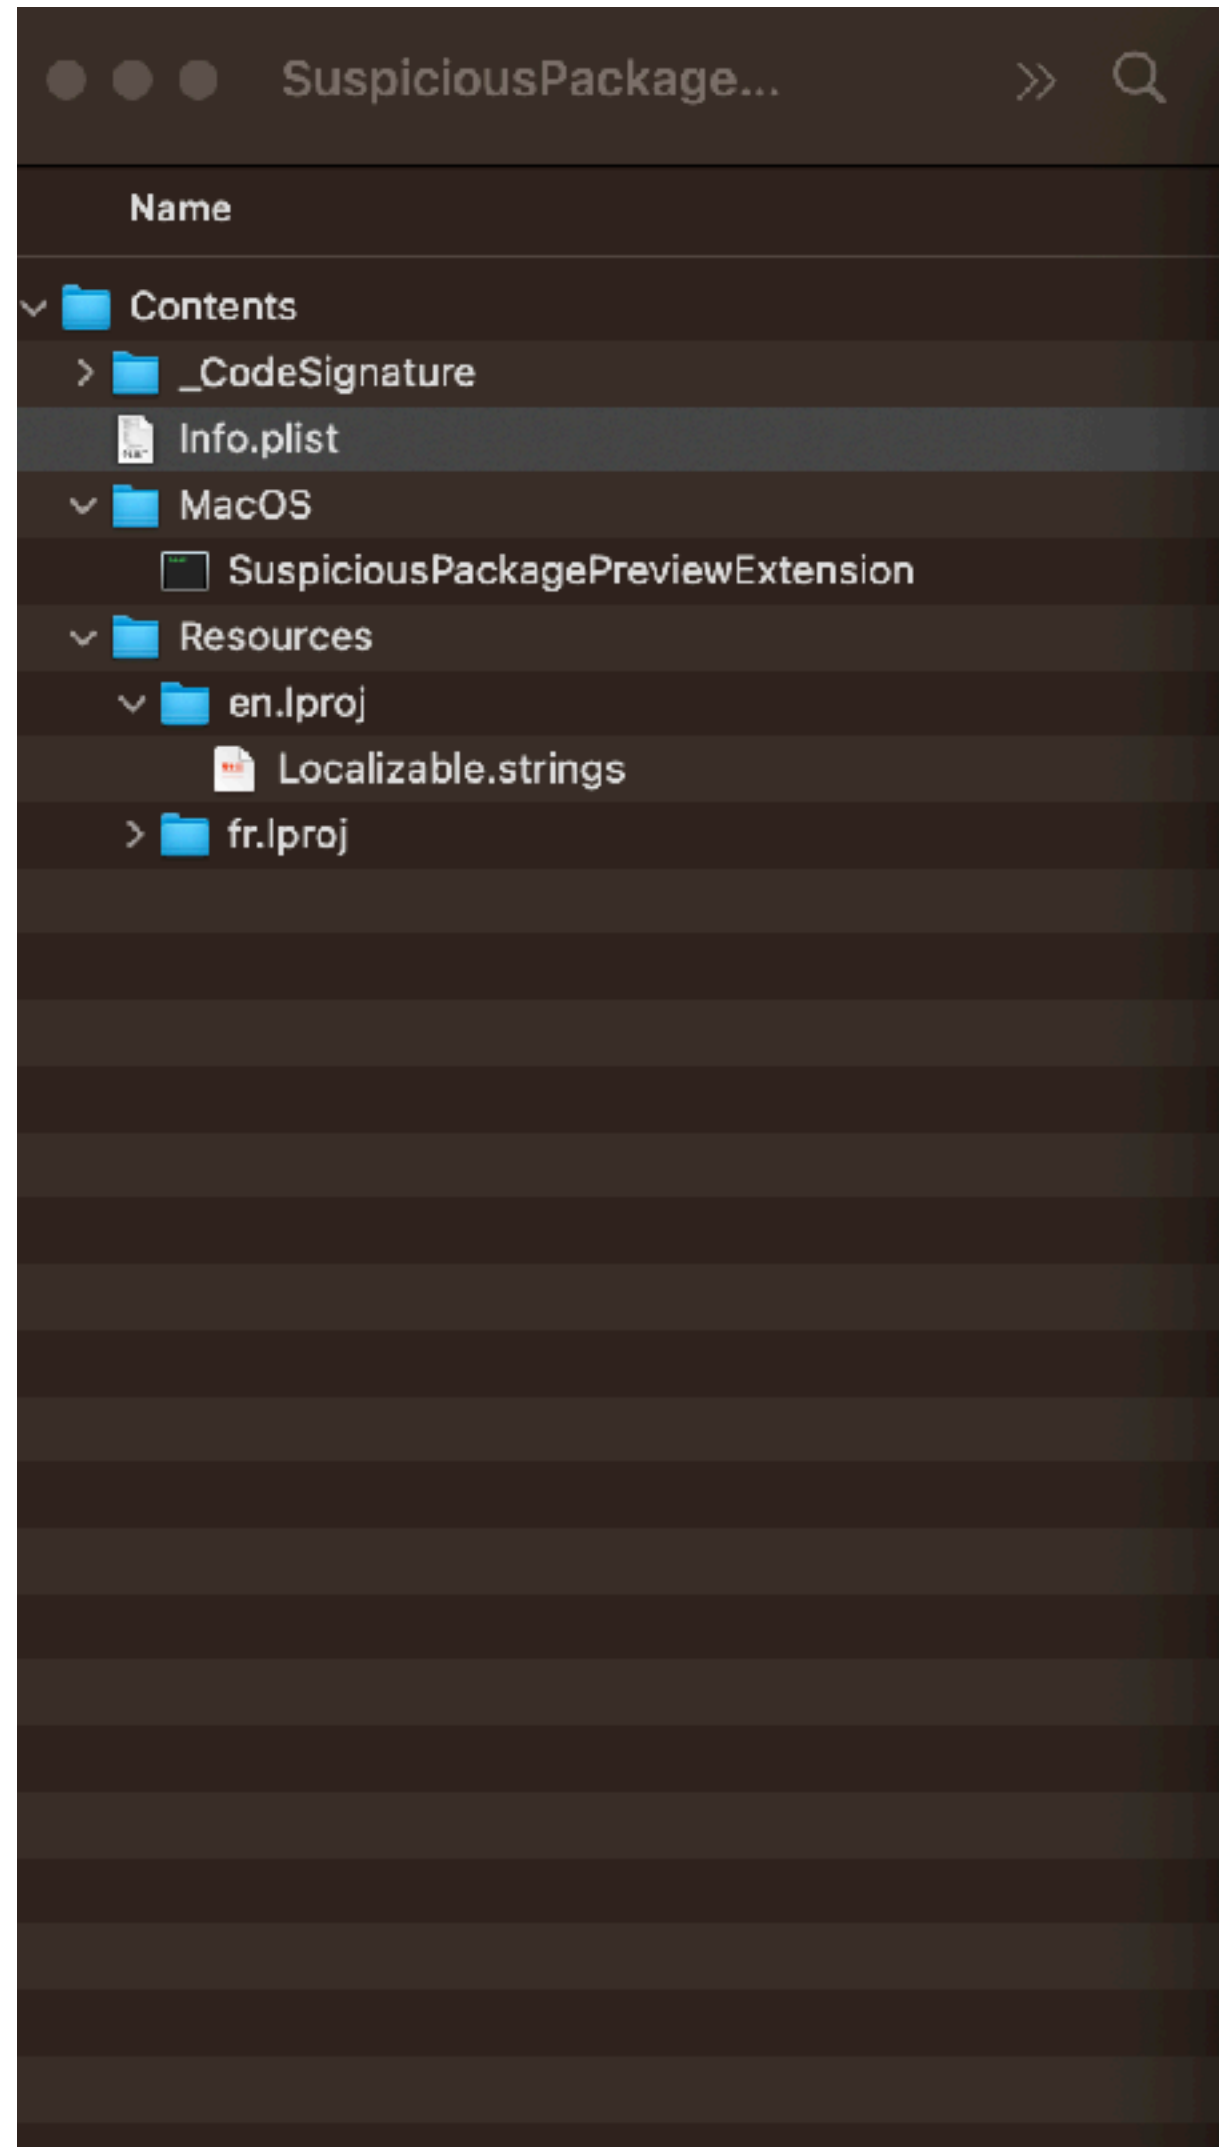 SuspiciousPackage...
Name
Contents
_CodeSignature
Info.plist
MacOS
SuspiciousPackagePreviewExtension
Resources
en.lproj
Localizable.strings
fr.lproj